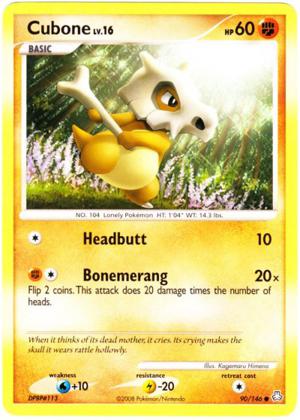 Cubone LV.16
HP 60
BASIC
NO. 104 Lonely Pokémon HT: 1'04" WT: 14.3 lbs.
Headbutt 10
Bonemerang 20×
Flip 2 coins. This attack does 20 damage times the number of
heads.
Illus. Kagemaru Himeno
When it thinks of its dead mother, it cries. Its crying makes the
skull it wears rattle hollowly.
weakness resistance retreat cost
+10 -20
DPBP#113 ©2008 Pokémon/Nintendo 90/146